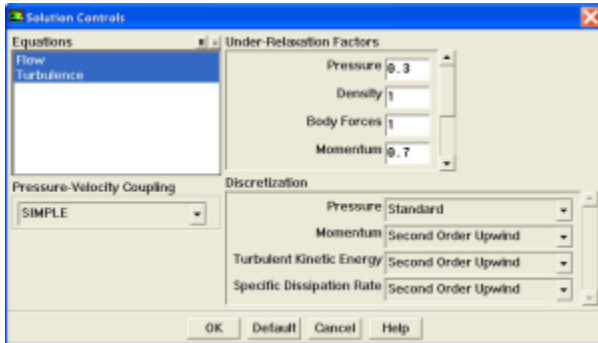 Solution Controls
Equations
Flow
Turbulence
Under-Relaxation Factors
Pressure 0.3
Density 1
Body Forces 1
Momentum 0.7
Pressure-Velocity Coupling
SIMPLE
Discretization
Pressure Standard
Momentum Second Order Upwind
Turbulent Kinetic Energy Second Order Upwind
Specific Dissipation Rate Second Order Upwind
OK Default Cancel Help